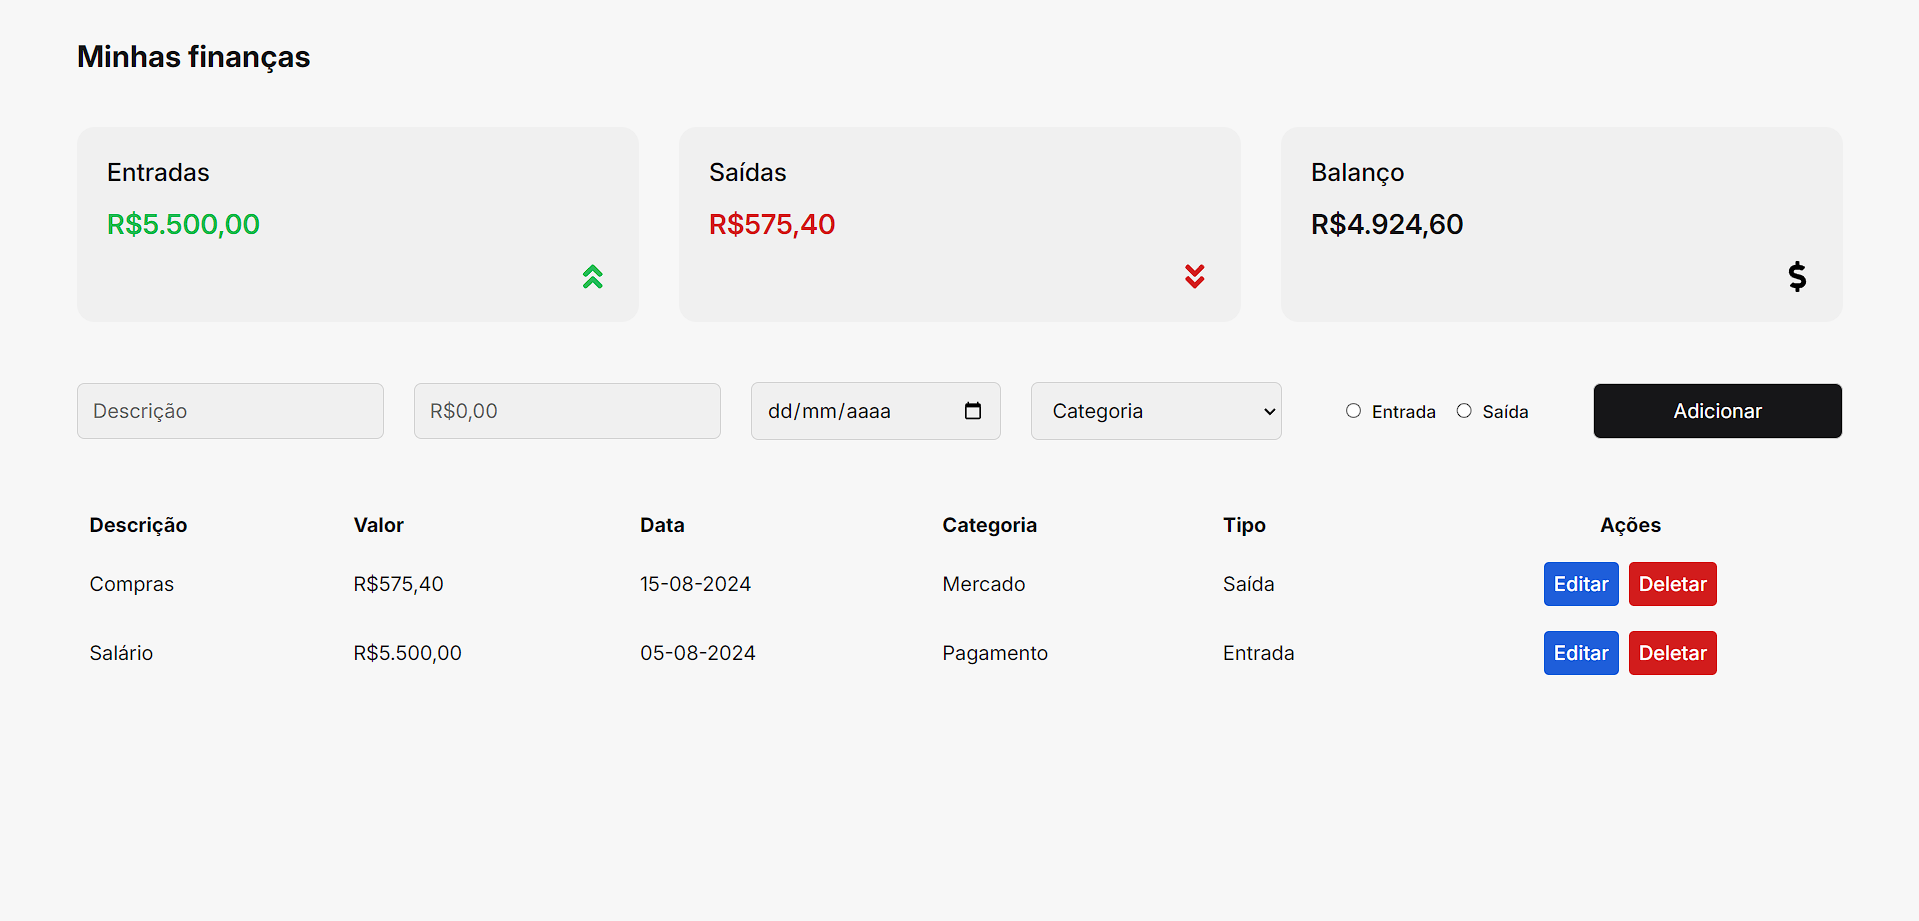 Minhas finanças
Entradas
R$5.500,00
Saídas
R$575,40
Balanço
R$4.924,60
$
Descrição
R$0,00
dd/mm/aaaa
Categoria
Entrada
Saída
Adicionar
Descrição Valor Data Categoria Tipo Ações
Compras R$575,40 15-08-2024 Mercado Saída Editar Deletar
Salário R$5.500,00 05-08-2024 Pagamento Entrada Editar Deletar